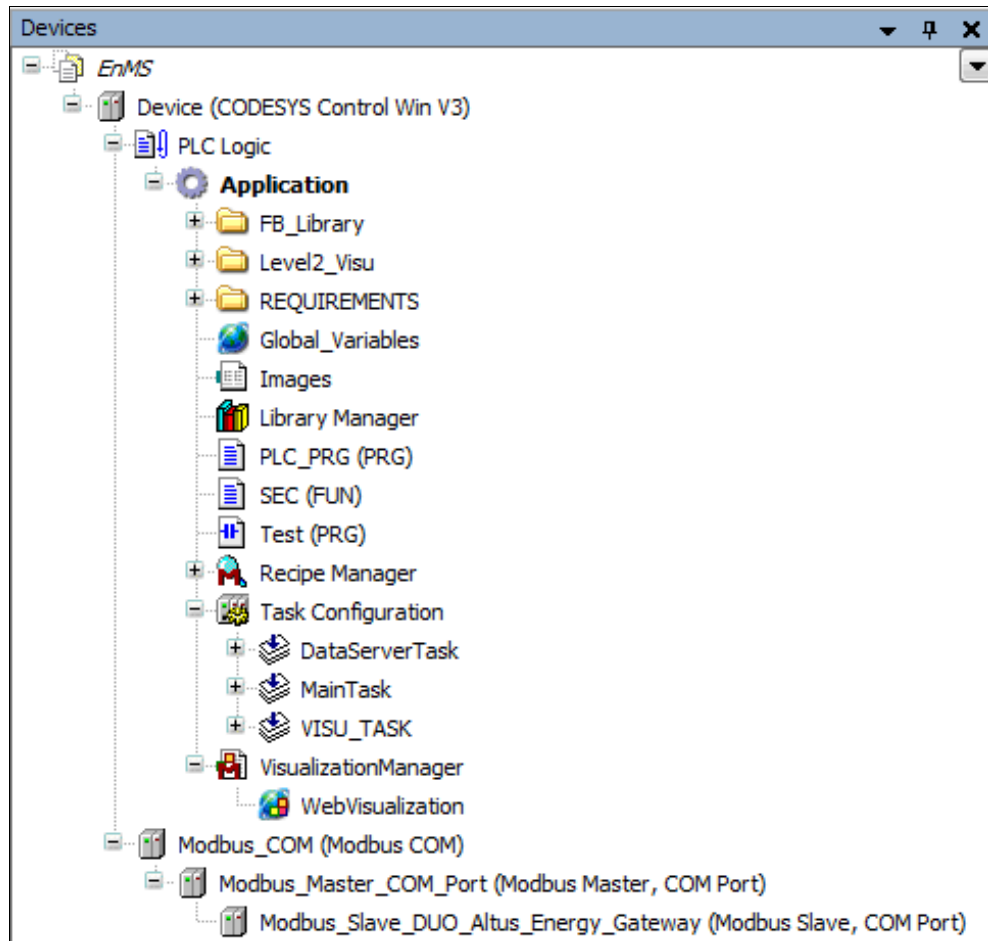 Devices
EnMS
Device (CODESYS Control Win V3)
PLC Logic
Application
FB_Library
Level2_Visu
REQUIREMENTS
Global_Variables
Images
Library Manager
PLC_PRG (PRG)
SEC (FUN)
Test (PRG)
Recipe Manager
Task Configuration
DataServerTask
MainTask
VISU_TASK
VisualizationManager
WebVisualization
Modbus_COM (Modbus COM)
Modbus_Master_COM_Port (Modbus Master, COM Port)
Modbus_Slave_DUO_Altus_Energy_Gateway (Modbus Slave, COM Port)